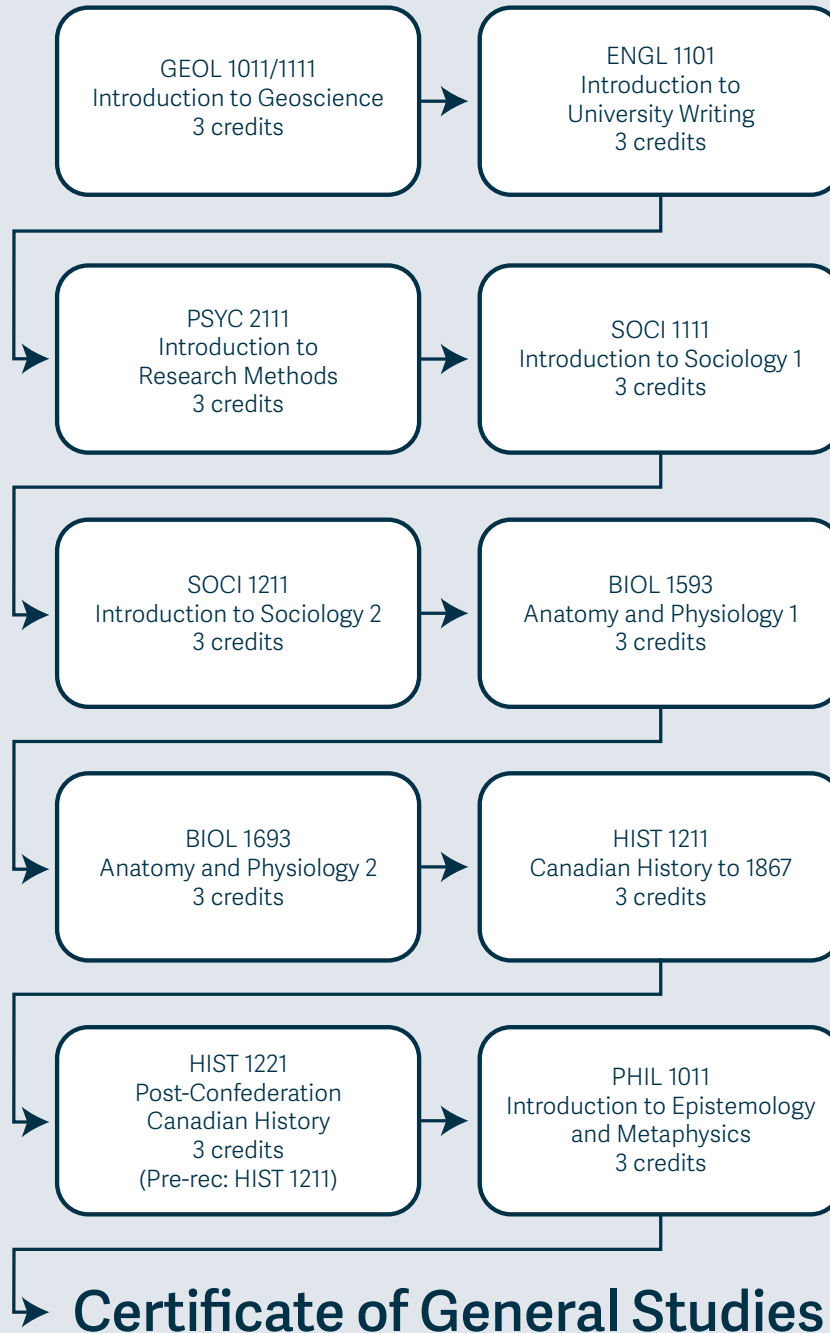 GEOL 1011/1111
Introduction to Geoscience
3 credits
ENGL 1101
Introduction to
University Writing
3 credits
PSYC 2111
Introduction to
Research Methods
3 credits
SOCI 1111
Introduction to Sociology 1
3 credits
SOCI 1211
Introduction to Sociology 2
3 credits
BIOL 1593
Anatomy and Physiology 1
3 credits
BIOL 1693
Anatomy and Physiology 2
3 credits
HIST 1211
Canadian History to 1867
3 credits
HIST 1221
Post-Confederation
Canadian History
3 credits
(Pre-rec: HIST 1211)
PHIL 1011
Introduction to Epistemology
and Metaphysics
3 credits
Certificate of General Studies